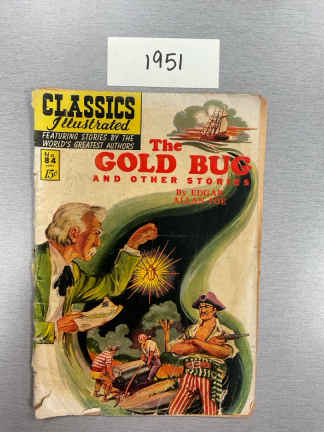 1951
CLASSICS
Illustrated
FEATURING STORIES BY THE
WORLD'S GREATEST AUTHORS
No.
84
15¢
The
GOLD BUG
AND OTHER STORIES
By EDGAR
ALLAN POE